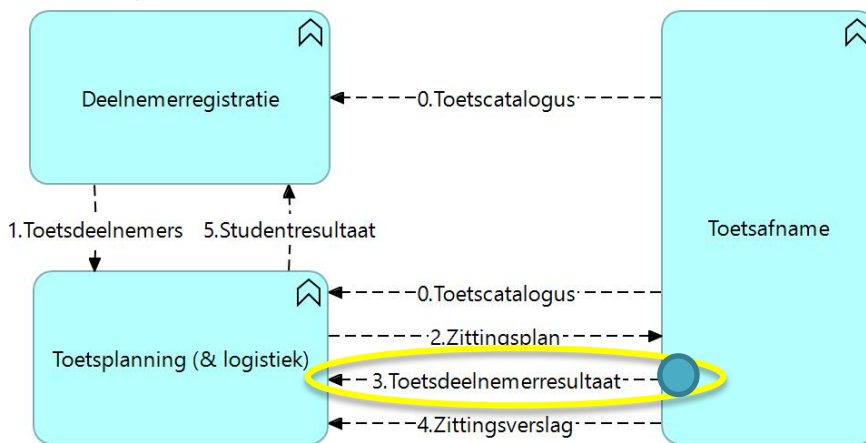 Deelnemerregistratie
0.Toetscatalogus
Toetsafname
1.Toetsdeelnemers
5.Studentresultaat
0.Toetscatalogus
2.Zittingsplan
Toetsplanning (& logistiek)
3.Toetsdeelnemerresultaat
4.Zittingsverslag